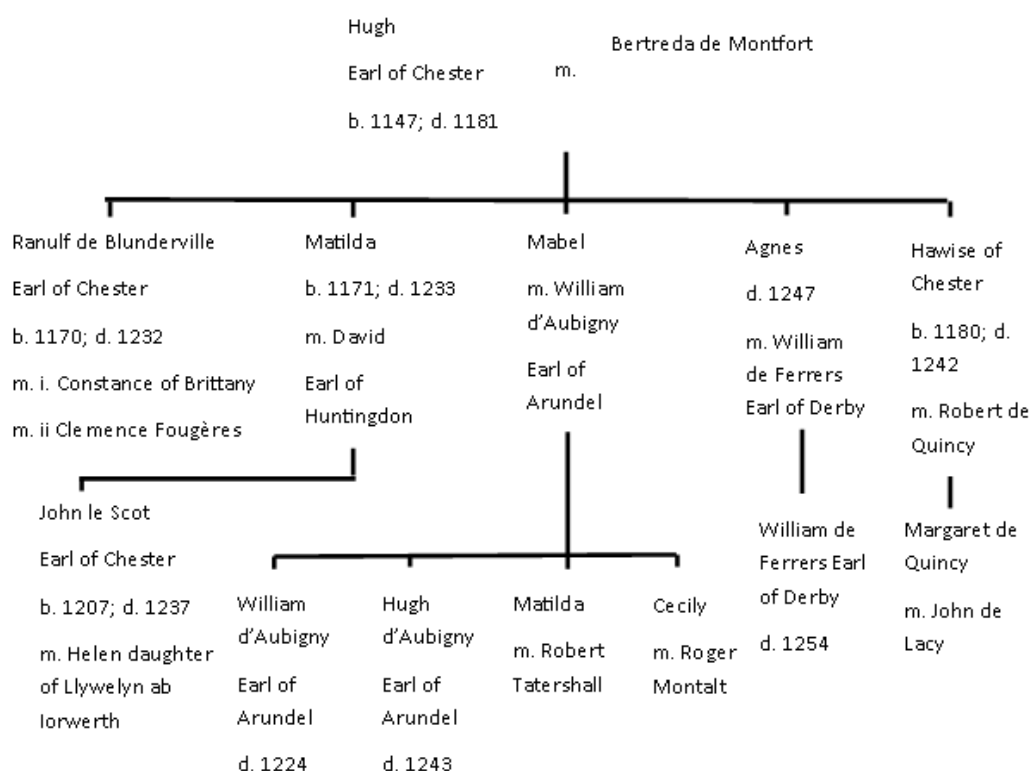 Hugh
Earl of Chester
b. 1147; d. 1181
m.
Bertreda de Montfort
Ranulf de Blunderville
Earl of Chester
b. 1170; d. 1232
m. i. Constance of Brittany
m. ii Clemence Fougères
Matilda
b. 1171; d. 1233
m. David
Earl of
Huntingdon
Mabel
m. William
d’Aubigny
Earl of
Arundel
Agnes
d. 1247
m. William
de Ferrers
Earl of Derby
Hawise of
Chester
b. 1180; d.
1242
m. Robert de
Quincy
John le Scot
Earl of Chester
b. 1207; d. 1237
m. Helen daughter
of Llywelyn ab
Iorwerth
William
d’Aubigny
Earl of
Arundel
d. 1224
Hugh
d’Aubigny
Earl of
Arundel
d. 1243
Matilda
m. Robert
Tatershall
Cecily
m. Roger
Montalt
William de
Ferrers Earl
of Derby
d. 1254
Margaret de
Quincy
m. John de
Lacy